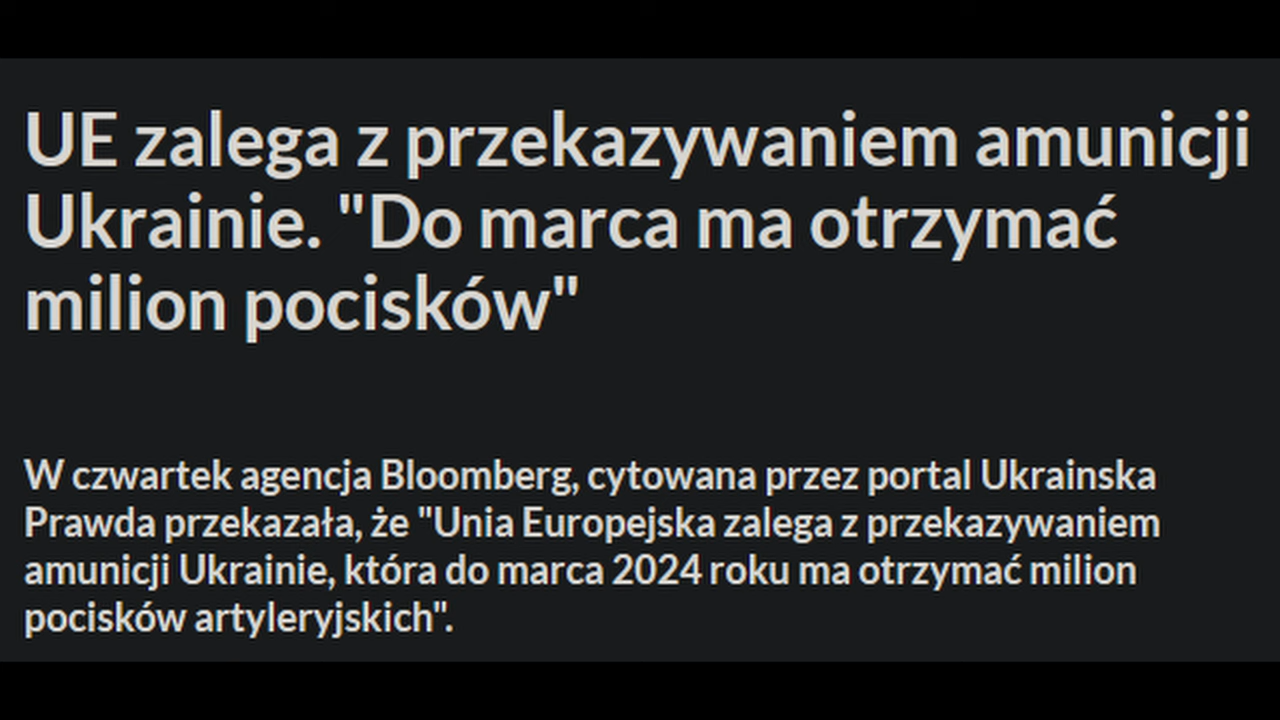 UE zalega z przekazywaniem amunicji
Ukrainie. "Do marca ma otrzymać
milion pocisków"
W czwartek agencja Bloomberg, cytowana przez portal Ukrainska
Prawda przekazała, że "Unia Europejska zalega z przekazywaniem
amunicji Ukrainie, która do marca 2024 roku ma otrzymać milion
pocisków artyleryjskich".